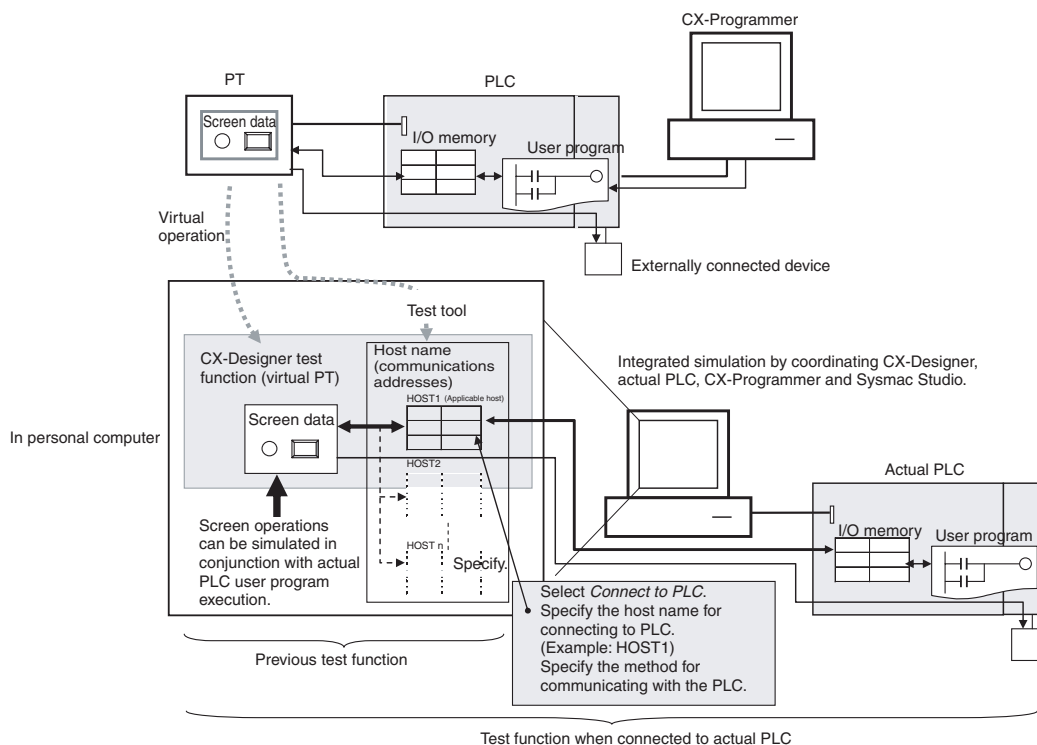 CX-Programmer
PT
PLC
Screen data
I/O memory
User program
Virtual
operation
Externally connected device
Test tool
CX-Designer test
function (virtual PT)
Host name
(communications
addresses)
HOST1 (Applicable host)
Integrated simulation by coordinating CX-Designer,
actual PLC, CX-Programmer and Sysmac Studio.
Screen data
In personal computer
HOST2
Actual PLC
Screen operations
can be simulated in
conjunction with actual
PLC user program
execution.
HOST n
Specify.
I/O memory
User program
Select Connect to PLC.
Specify the host name for
connecting to PLC.
(Example: HOST1)
Specify the method for
communicating with the PLC.
Previous test function
Test function when connected to actual PLC